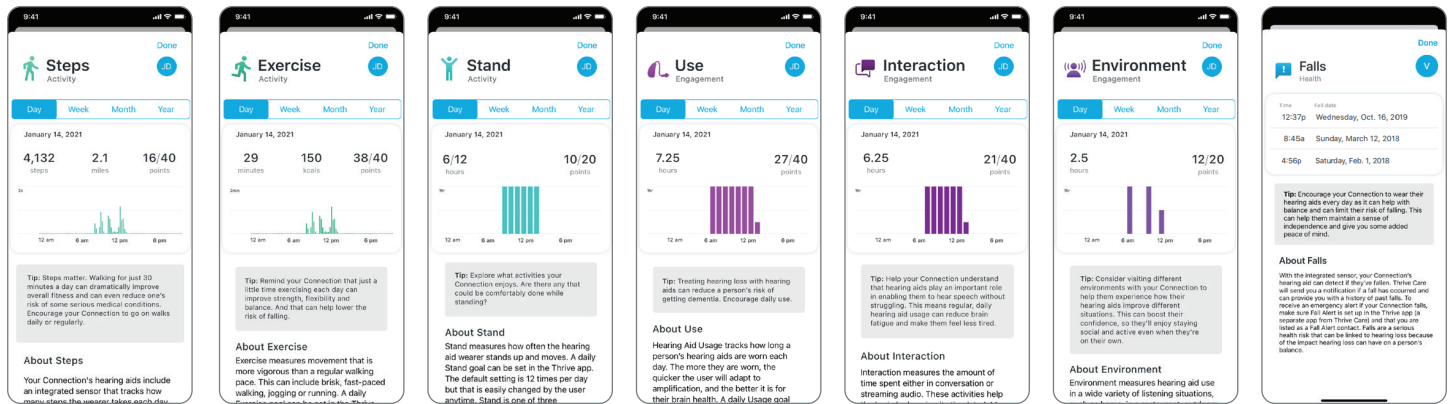 9:41
Done
Steps
Activity
JD
Day Week Month Year
January 14, 2021
4,132 2.1 16/40
steps miles points
2k
12 am 6 am 12 pm 6 pm
Tip: Steps matter. Walking for just 30
minutes a day can dramatically improve
overall fitness and can even reduce one's
risk of some serious medical conditions.
Encourage your Connection to go on walks
daily or regularly.
About Steps
Your Connection's hearing aids include
an integrated sensor that tracks how
many steps the wearer takes each day
9:41
Done
Exercise
Activity
JD
Day Week Month Year
January 14, 2021
29 150 38/40
minutes kcals points
2min
12 am 6 am 12 pm 6 pm
Tip: Remind your Connection that just a
little time exercising each day can
improve strength, flexibility and
balance. And that can help lower the
risk of falling.
About Exercise
Exercise measures movement that is
more vigorous than a regular walking
pace. This can include brisk, fast-paced
walking, jogging or running. A daily
Exercise goal can be set in the Thrive
9:41
Done
Stand
Activity
JD
Day Week Month Year
January 14, 2021
6/12 10/20
hours points
1hr
12 am 6 am 12 pm 6 pm
Tip: Explore what activities your
Connection enjoys. Are there any that
could be comfortably done while
standing?
About Stand
Stand measures how often the hearing
aid wearer stands up and moves. A daily
Stand goal can be set in the Thrive app.
The default setting is 12 times per day
but that is easily changed by the user
anytime. Stand is one of three
9:41
Done
Use
Engagement
JD
Day Week Month Year
January 14, 2021
7.25 27/40
hours points
1hr
12 am 6 am 12 pm 6 pm
Tip: Treating hearing loss with hearing
aids can reduce a person's risk of
getting dementia. Encourage daily use.
About Use
Hearing Aid Usage tracks how long a
person's hearing aids are worn each
day. The more they are worn, the
quicker the user will adapt to
amplification, and the better it is for
their brain health. A daily Usage goal
9:41
Done
Interaction
Engagement
JD
Day Week Month Year
January 14, 2021
6.25 21/40
hours points
1hr
12 am 6 am 12 pm 6 pm
Tip: Help your Connection understand
that hearing aids play an important role
in enabling them to hear speech without
struggling. This means regular, daily
hearing aid usage can reduce brain
fatigue and make them feel less tired.
About Interaction
Interaction measures the amount of
time spent either in conversation or
streaming audio. These activities help
9:41
Done
Environment
Engagement
JD
Day Week Month Year
January 14, 2021
2.5 12/20
hours points
1hr
12 am 6 am 12 pm 6 pm
Tip: Consider visiting different
environments with your Connection to
help them experience how their
hearing aids improve different
situations. This can boost their
confidence, so they'll enjoy staying
social and active even when they're
on their own.
About Environment
Environment measures hearing aid use
in a wide variety of listening situations,
9:41
Done
Falls
Health
V
Time Fall date
12:37p Wednesday, Oct. 16, 2019
8:45a Sunday, March 12, 2018
4:56p Saturday, Feb. 1, 2018
Tip: Encourage your Connection to wear their
hearing aids every day as it can help with
balance and can limit their risk of falling. This
can help them maintain a sense of
independence and give you some added
peace of mind.
About Falls
With the integrated sensor, your Connection's
hearing aid can detect if they've fallen. Thrive Care
will send you a notification if a fall has occurred and
can provide you with a history of past falls. To
receive an emergency alert if your Connection falls,
make sure Fall Alert is set up in the Thrive app (a
separate app from Thrive Care) and that you are
listed as a Fall Alert contact. Falls are a serious
health risk that can be linked to hearing loss because
of the impact hearing loss can have on a person's
balance.